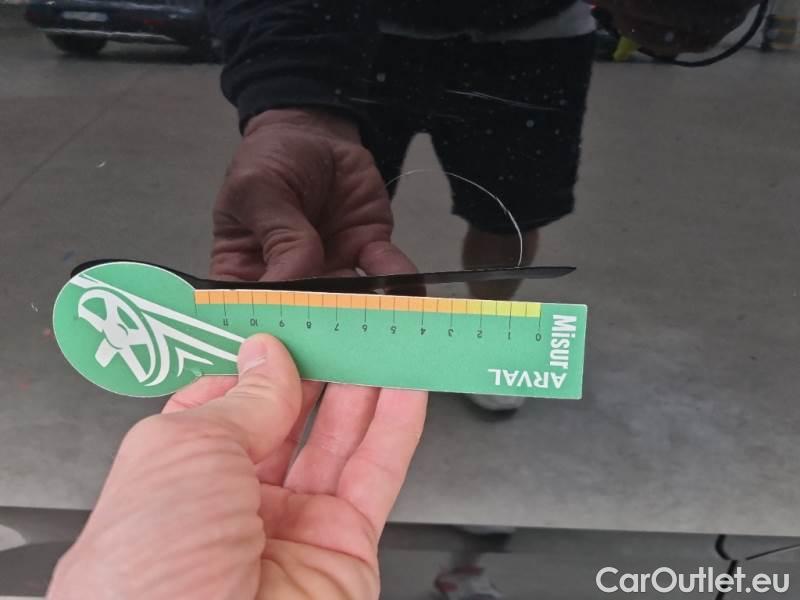 0 1 2 3 4 5 6 7 8 9 10 11
Misur
ARVAL
CarOutlet.eu